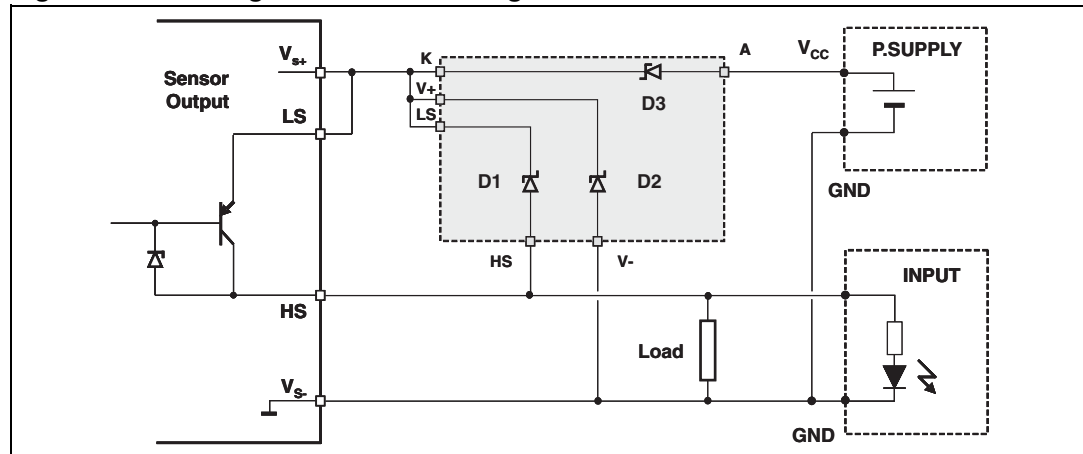 Sensor
Output
Vs+
LS
K
V+
LS
D3
A
VCC
P.SUPPLY
GND
D1
D2
HS
V-
HS
Load
INPUT
VS-
GND